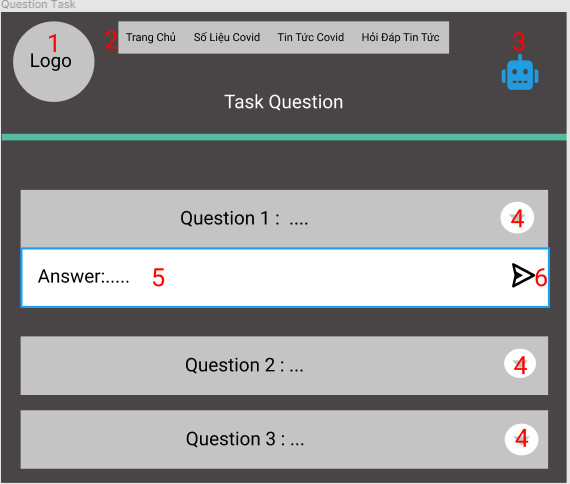 Question Task
1
Logo
2
Trang Chủ Số Liệu Covid Tin Tức Covid Hỏi Đáp Tin Tức
3
Task Question
Question 1 : ....
4
Answer:.....
5
6
Question 2 : ...
4
Question 3 : ...
4